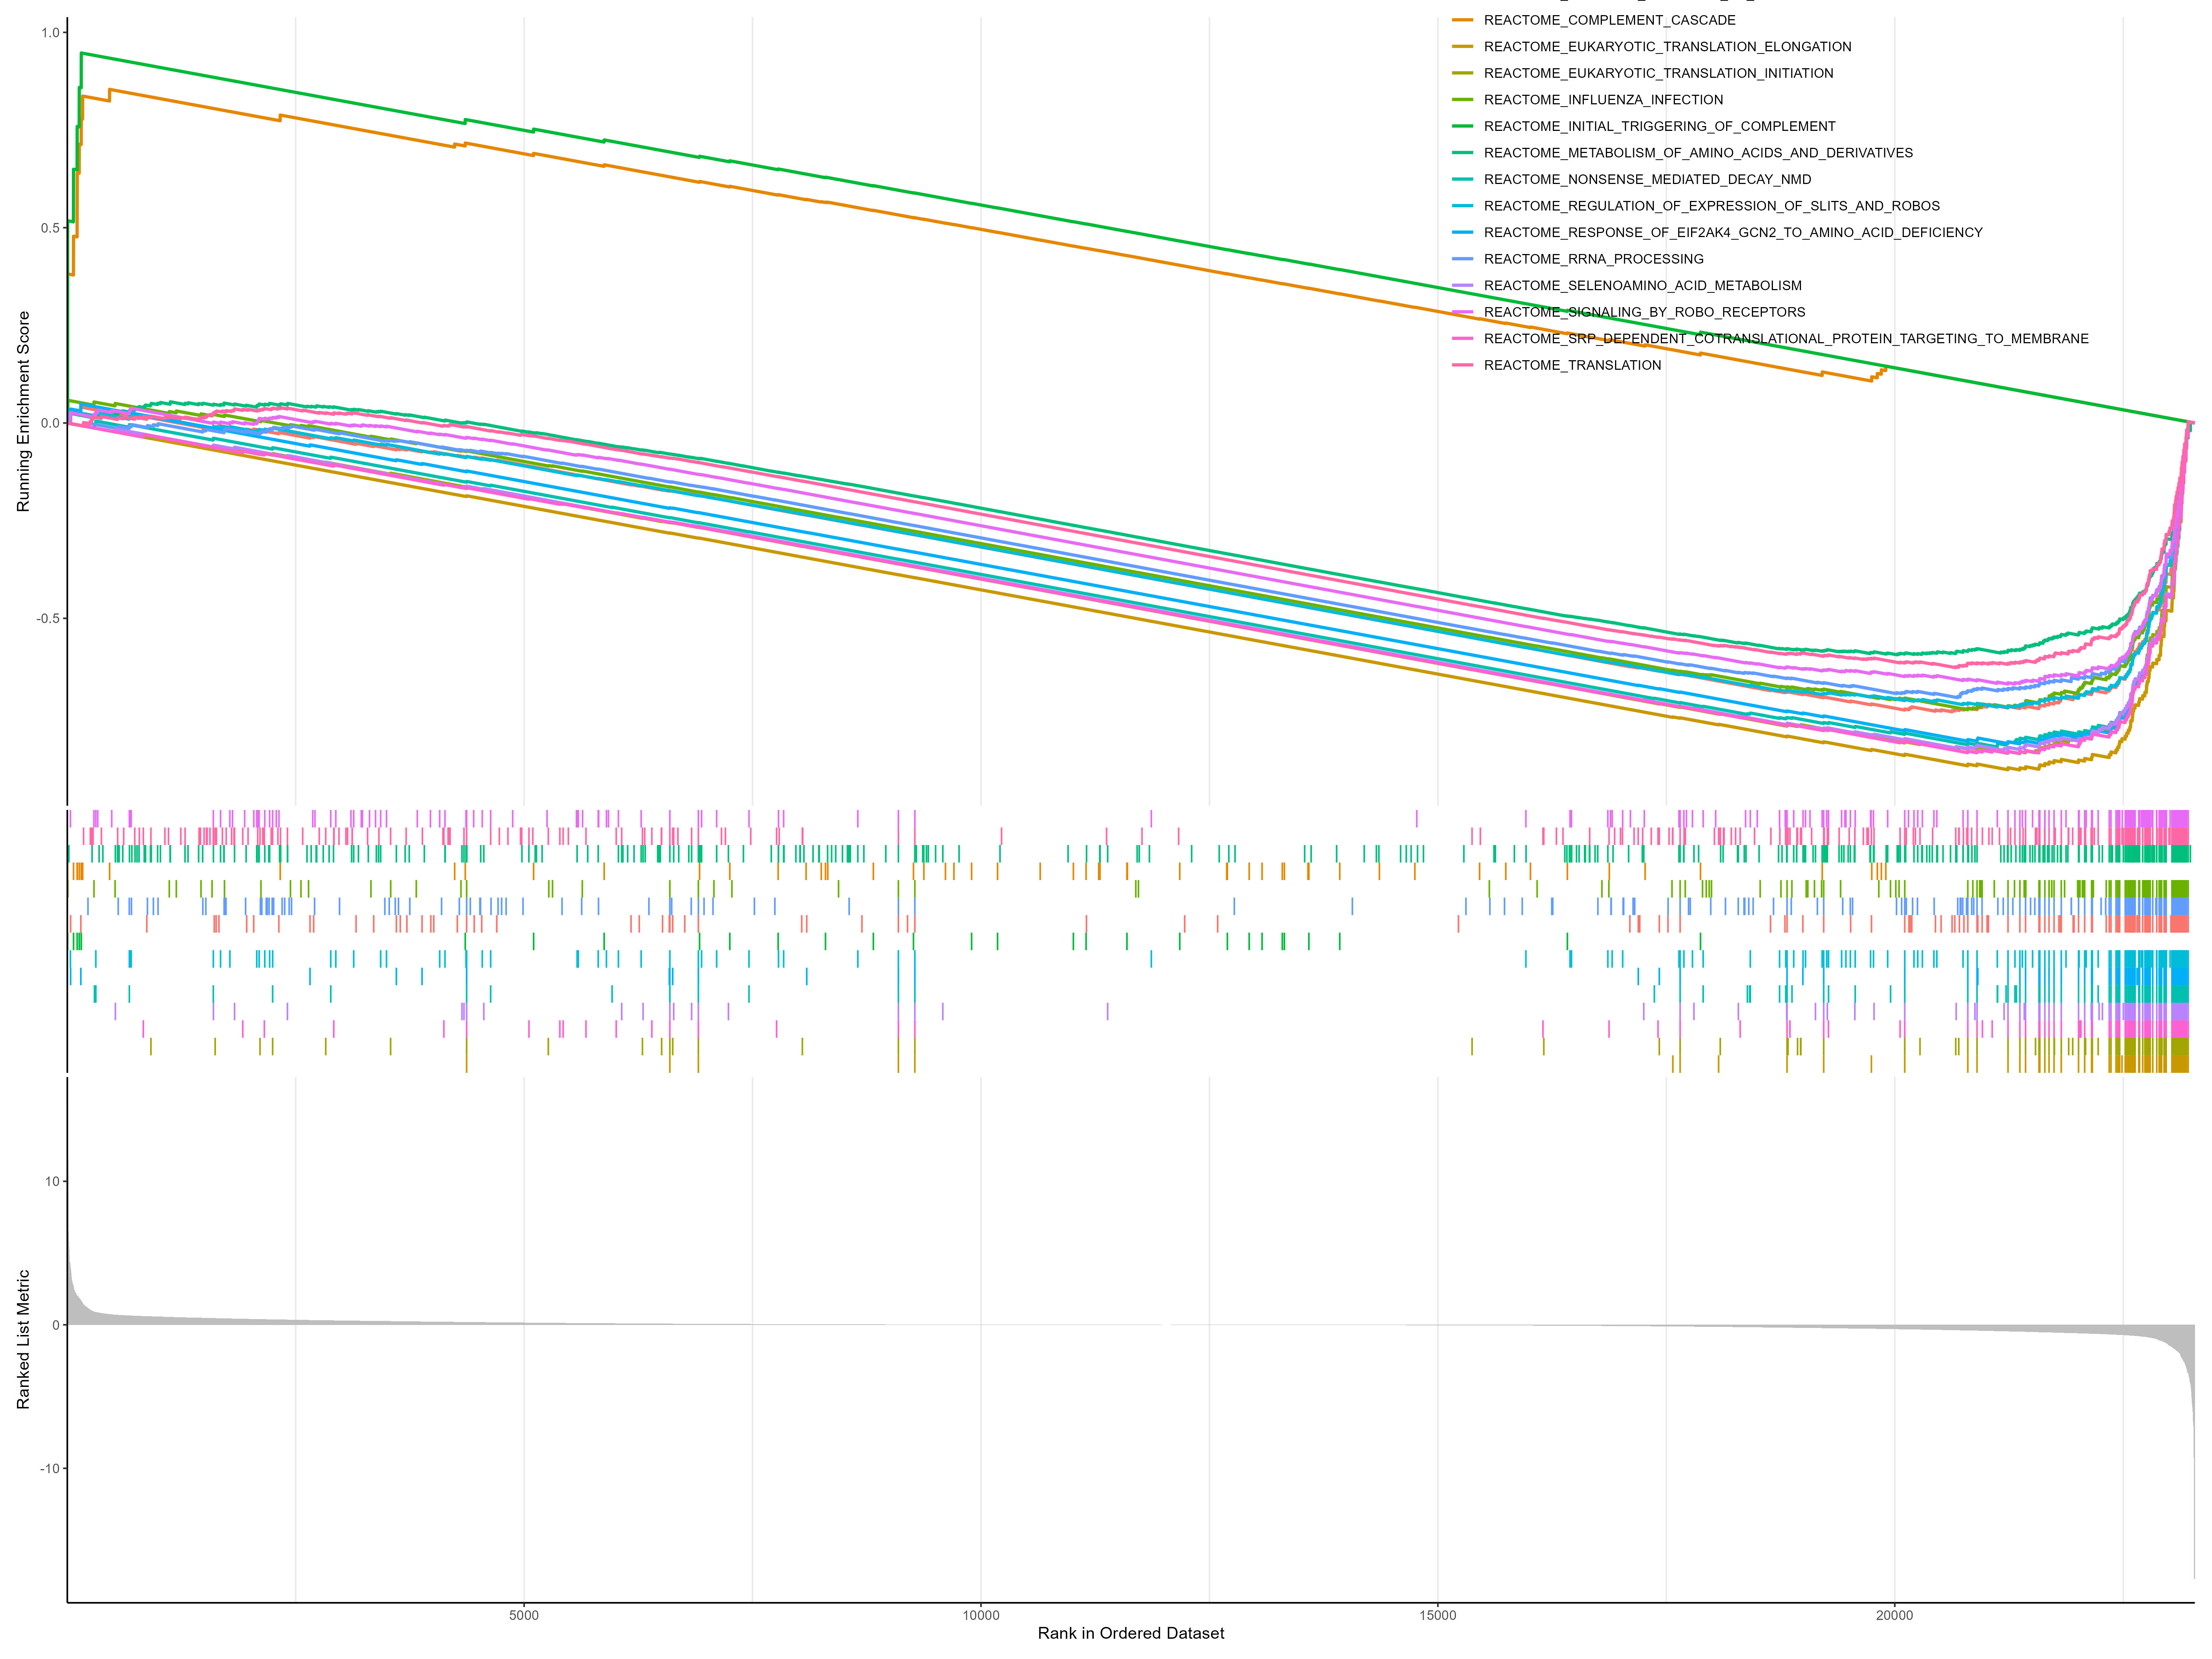 REACTOME_COMPLEMENT_CASCADE
REACTOME_EUKARYOTIC_TRANSLATION_ELONGATION
REACTOME_EUKARYOTIC_TRANSLATION_INITIATION
REACTOME_INFLUENZA_INFECTION
REACTOME_INITIAL_TRIGGERING_OF_COMPLEMENT
REACTOME_METABOLISM_OF_AMINO_ACIDS_AND_DERIVATIVES
REACTOME_NONSENSE_MEDIATED_DECAY_NMD
REACTOME_REGULATION_OF_EXPRESSION_OF_SLITS_AND_ROBOS
REACTOME_RESPONSE_OF_EIF2AK4_GCN2_TO_AMINO_ACID_DEFICIENCY
REACTOME_RRNA_PROCESSING
REACTOME_SELENOAMINO_ACID_METABOLISM
REACTOME_SIGNALING_BY_ROBO_RECEPTORS
REACTOME_SRP_DEPENDENT_COTRANSLATIONAL_PROTEIN_TARGETING_TO_MEMBRANE
REACTOME_TRANSLATION
1.0
0.5
0.0
-0.5
Running Enrichment Score
10
0
-10
Ranked List Metric
5000 10000 15000 20000
Rank in Ordered Dataset